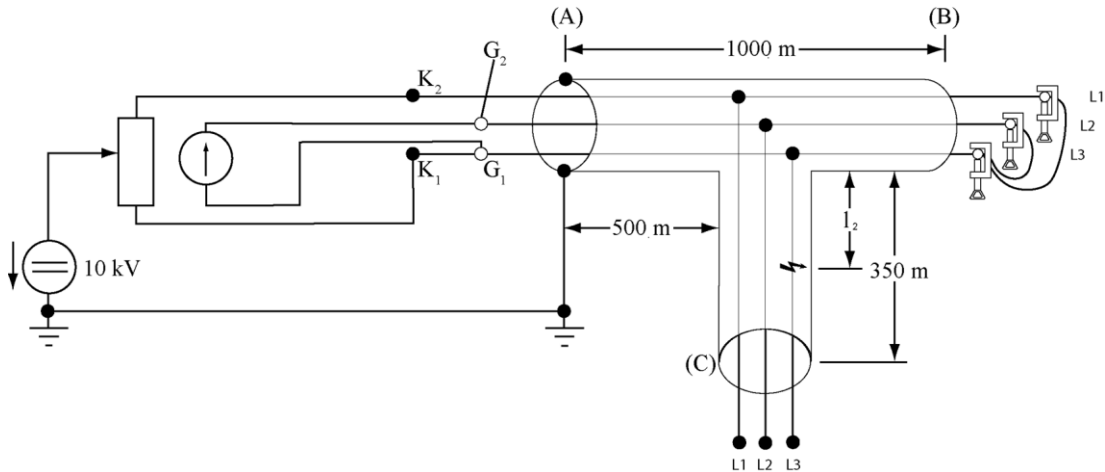 (A)
(B)
1000 m
G₂
K₂
L1
L2
L3
K₁
G₁
500 m
l₂
350 m
10 kV
(C)
L1 L2 L3